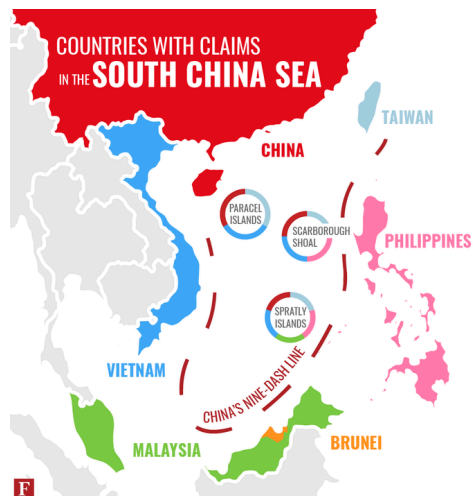 COUNTRIES WITH CLAIMS
IN THE SOUTH CHINA SEA
TAIWAN
CHINA
PARACEL
ISLANDS
SCARBOROUGH
SHOAL
PHILIPPINES
SPRATLY
ISLANDS
VIETNAM
CHINA'S NINE-DASH LINE
MALAYSIA
BRUNEI
F